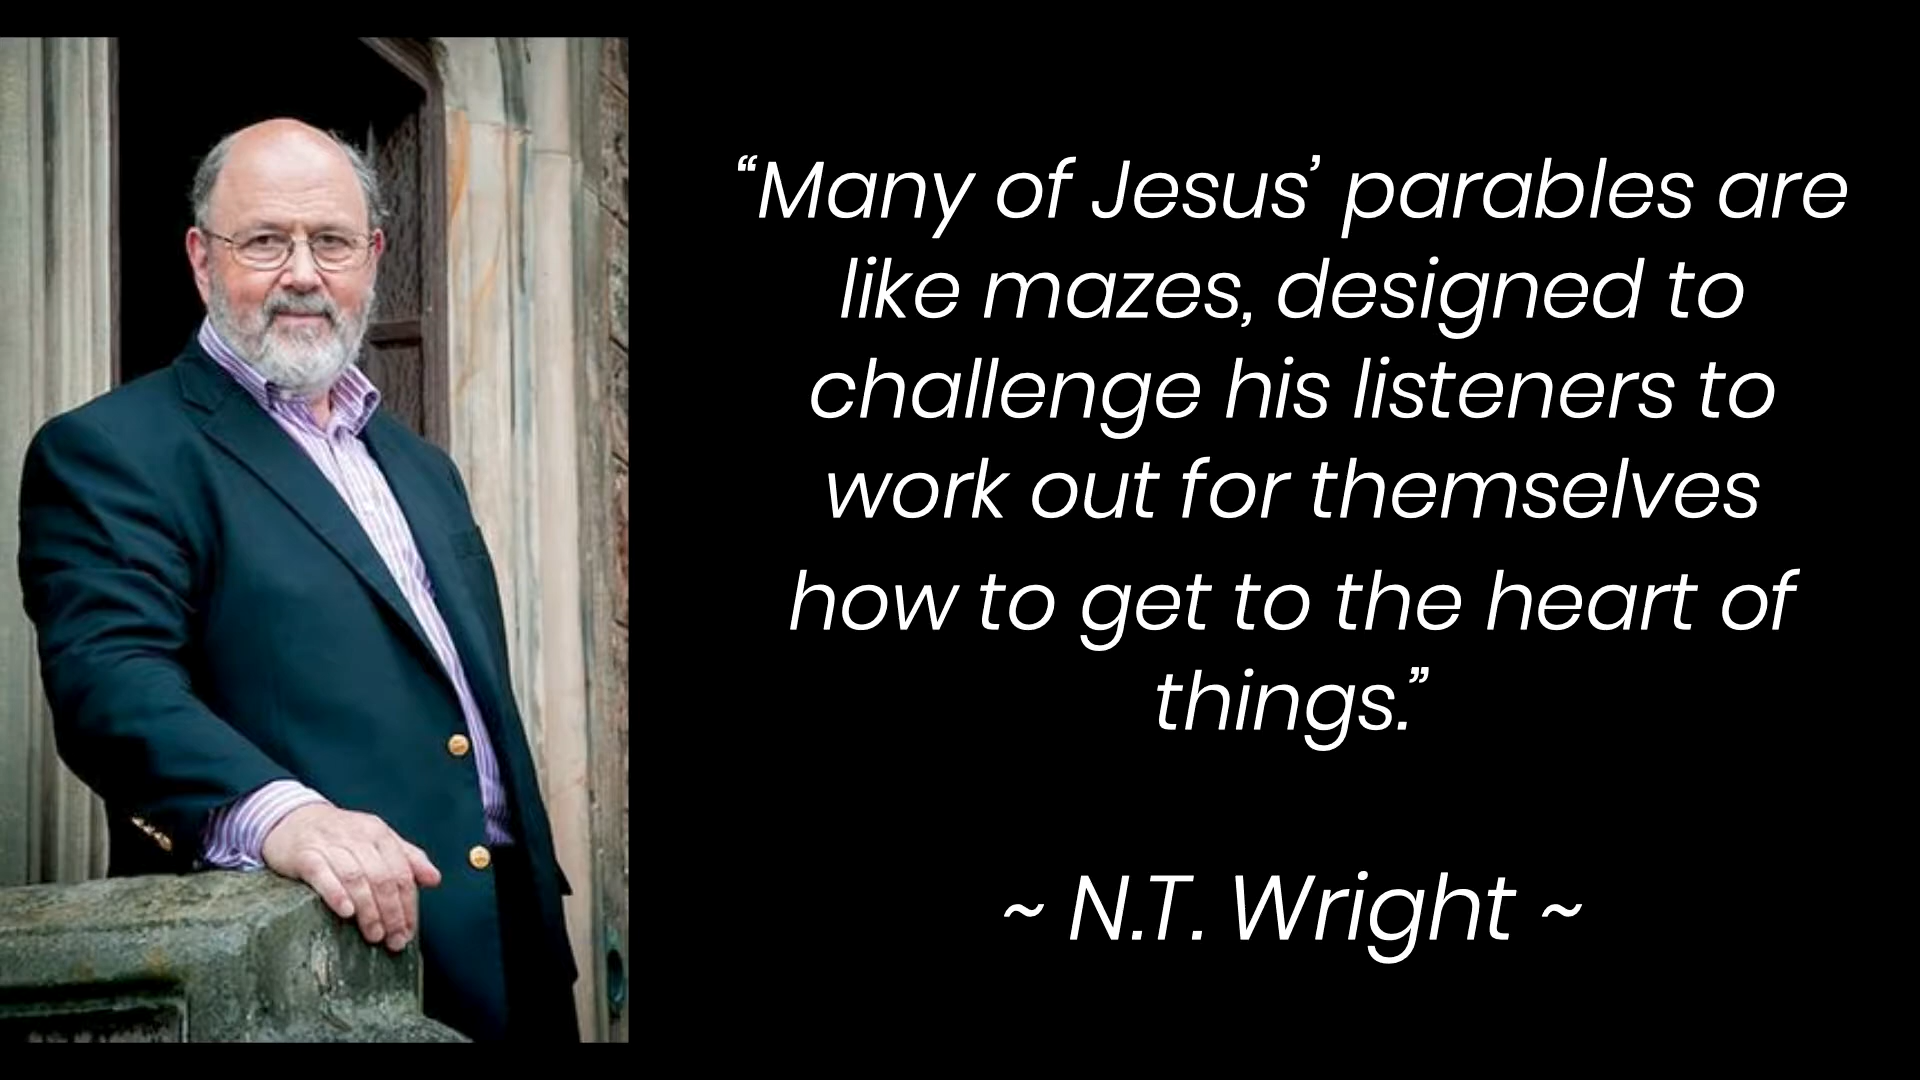 “Many of Jesus’ parables are
like mazes, designed to
challenge his listeners to
work out for themselves
how to get to the heart of
things.”
~ N.T. Wright ~